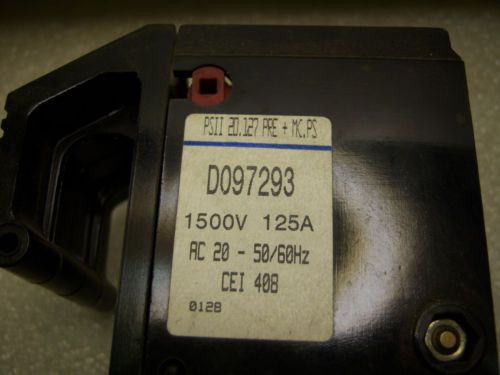 PSII 20.127 PRE + MC.PS
D097293
1500V 125A
AC 20 - 50/60Hz
CEI 408
0128